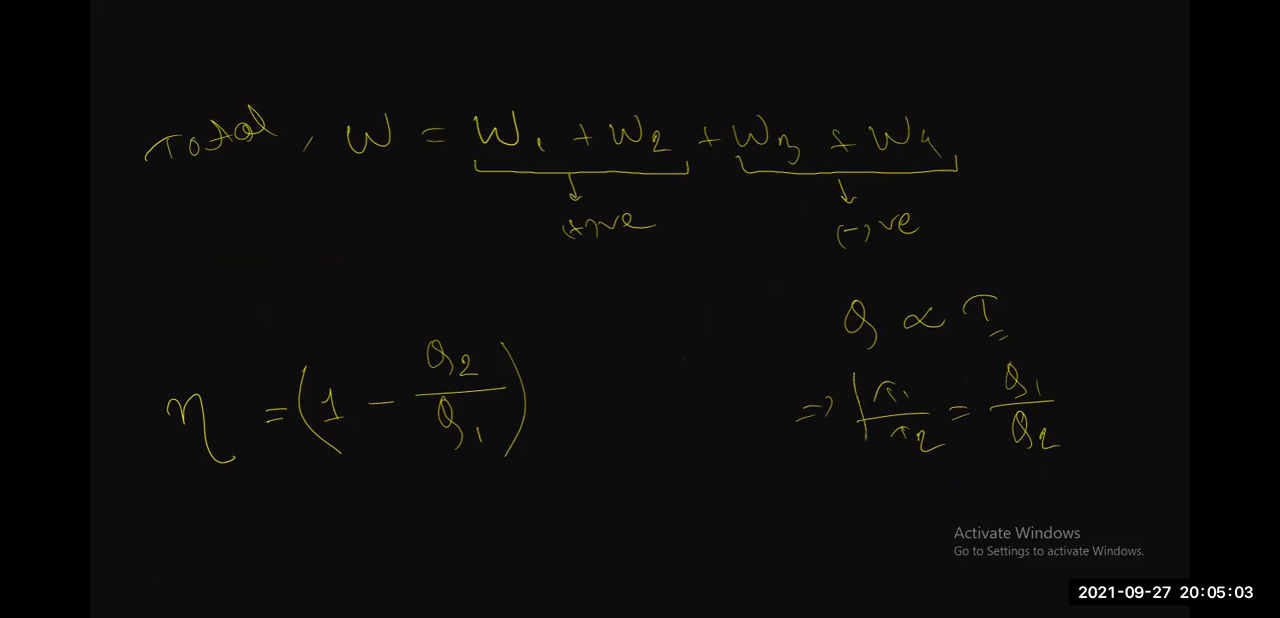 Total, W = W1 + W2 + W3 + W4
(+)ve (-)ve
Q ∝ T
η = (1 - Q2/Q1) => T1/T2 = Q1/Q2
Activate Windows
Go to Settings to activate Windows.
2021-09-27 20:05:03